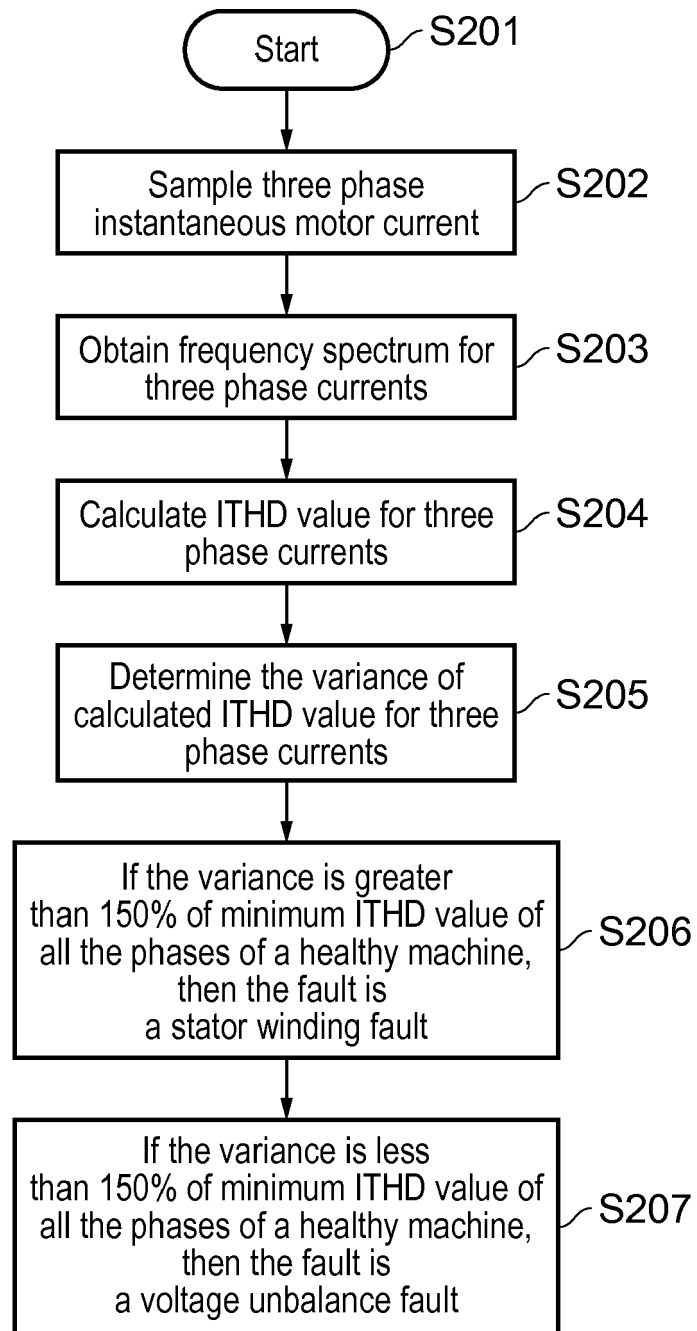 Start
S201
Sample three phase
instantaneous motor current
S202
Obtain frequency spectrum for
three phase currents
S203
Calculate ITHD value for three
phase currents
S204
Determine the variance of
calculated ITHD value for three
phase currents
S205
If the variance is greater
than 150% of minimum ITHD value of
all the phases of a healthy machine,
then the fault is
a stator winding fault
S206
If the variance is less
than 150% of minimum ITHD value of
all the phases of a healthy machine,
then the fault is
a voltage unbalance fault
S207